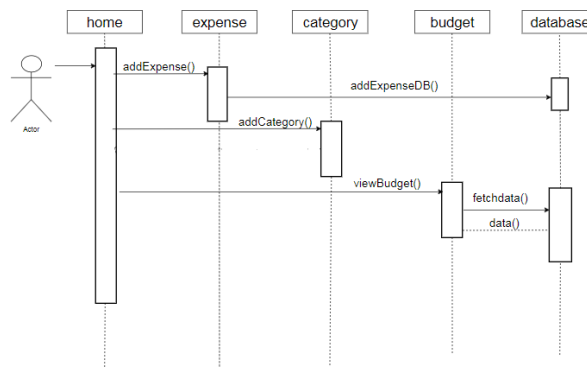 home
expense
category
budget
database
addExpense()
addExpenseDB()
addCategory()
viewBudget()
fetchdata()
data()
Actor